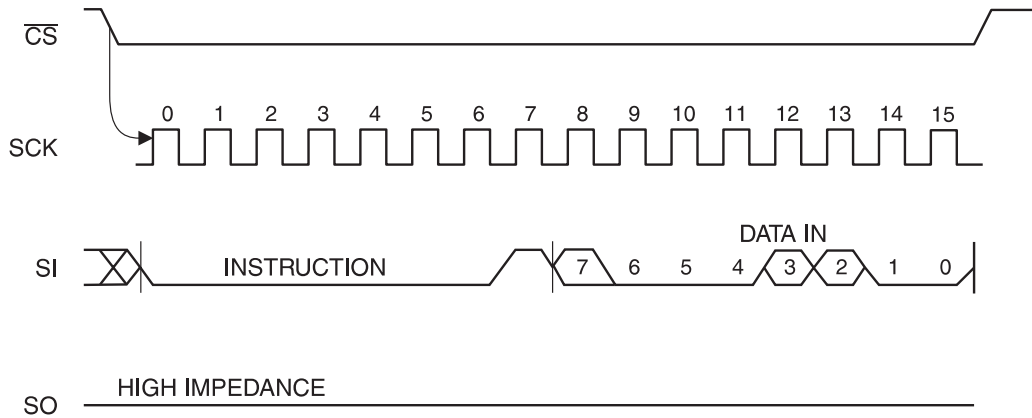 CS
0 1 2 3 4 5 6 7 8 9 10 11 12 13 14 15
SCK
DATA IN
SI INSTRUCTION 7 6 5 4 3 2 1 0
HIGH IMPEDANCE
SO